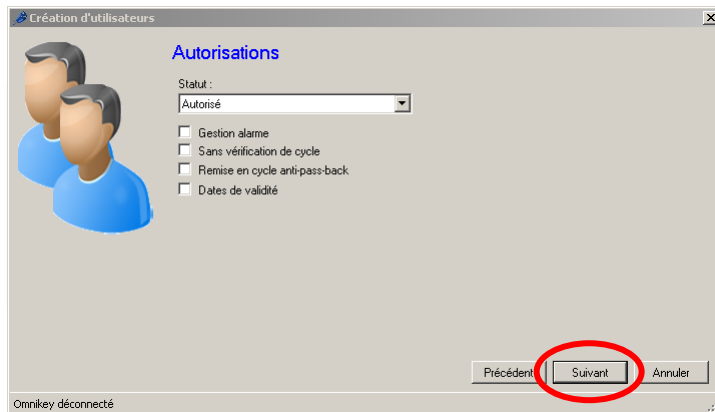 Création d'utilisateurs
Autorisations
Statut :
Autorisé
Gestion alarme
Sans vérification de cycle
Remise en cycle anti-pass-back
Dates de validité
Précédent Suivant Annuler
Omnikey déconnecté